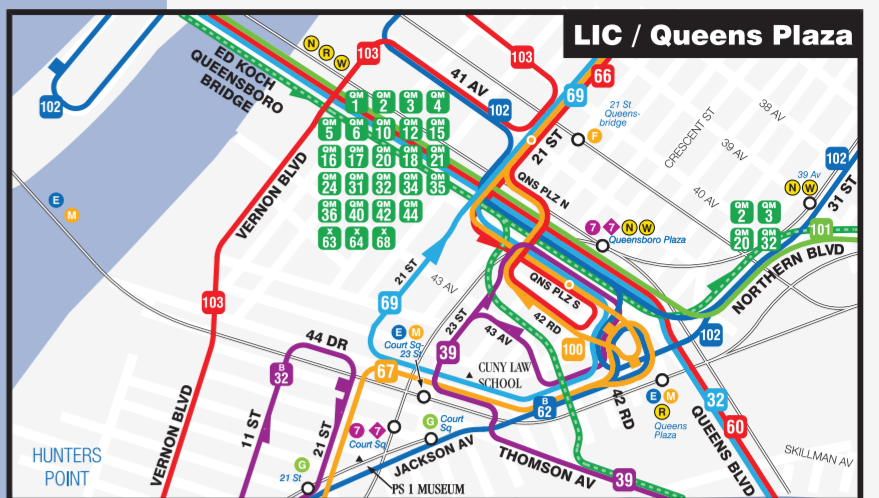 LIC / Queens Plaza
N R W
103
103
66
69
102
41 AV
102
ED KOCH
QUEENSBORO
BRIDGE
21 St
Queens-
bridge
F
21 ST
38 AV
CRESCENT ST
39 AV
40 AV
102
39 Av
N W
31 ST
QM 1 QM 2 QM 3 QM 4
QM 5 QM 6 QM 10 QM 12 QM 15
QM 16 QM 17 QM 20 QM 18 QM 21
QM 24 QM 31 QM 32 QM 34 QM 35
QM 36 QM 40 QM 42 QM 44
X 63 X 64 X 68
VERNON BLVD
QNS PLZ N
QM 2 QM 3
QM 20 QM 32
101
7 7 N W
Queensboro Plaza
NORTHERN BLVD
E M
21 ST
43 AV
QNS PLZ S
103
69
23 ST
43 AV
42 RD
100
102
44 DR
E M
Court Sq-
23 St
39
CUNY LAW
SCHOOL
B 32
67
B 62
42 RD
E M
R
Queens
Plaza
32
60
QUEENS BLVD
VERNON BLVD
11 ST
21 ST
7 7
Court Sq
G
Court
Sq
JACKSON AV
THOMSON AV
39
SKILLMAN AV
HUNTERS
POINT
G
21 St
PS 1 MUSEUM